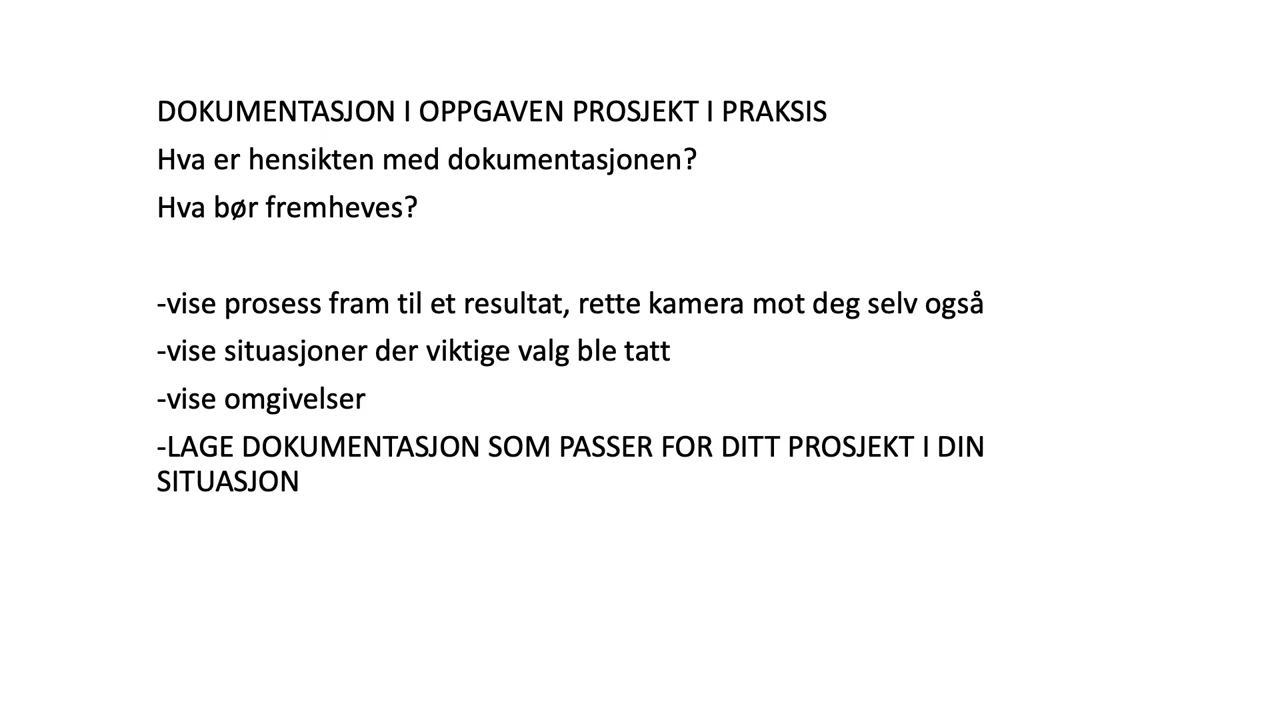 DOKUMENTASJON I OPPGAVEN PROSJEKT I PRAKSIS
Hva er hensikten med dokumentasjonen?
Hva bør fremheves?
-vise prosess fram til et resultat, rette kamera mot deg selv også
-vise situasjoner der viktige valg ble tatt
-vise omgivelser
-LAGE DOKUMENTASJON SOM PASSER FOR DITT PROSJEKT I DIN
SITUASJON